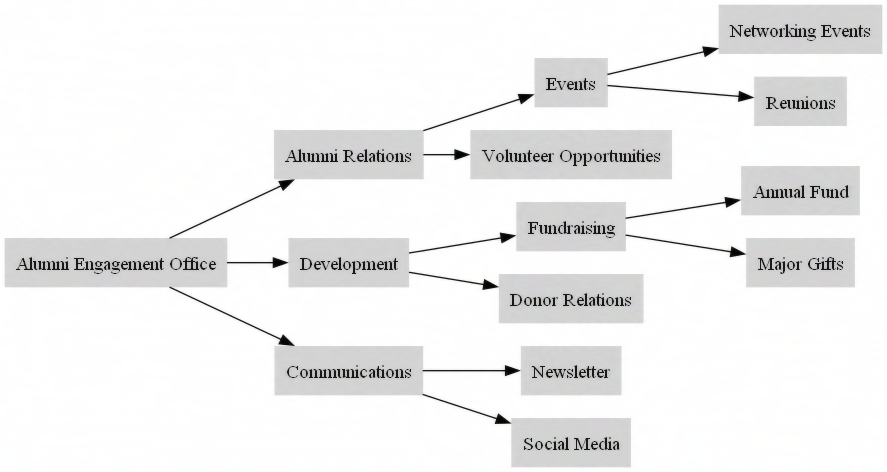 Networking Events
Events
Reunions
Alumni Relations
Volunteer Opportunities
Annual Fund
Fundraising
Alumni Engagement Office
Development
Major Gifts
Donor Relations
Communications
Newsletter
Social Media